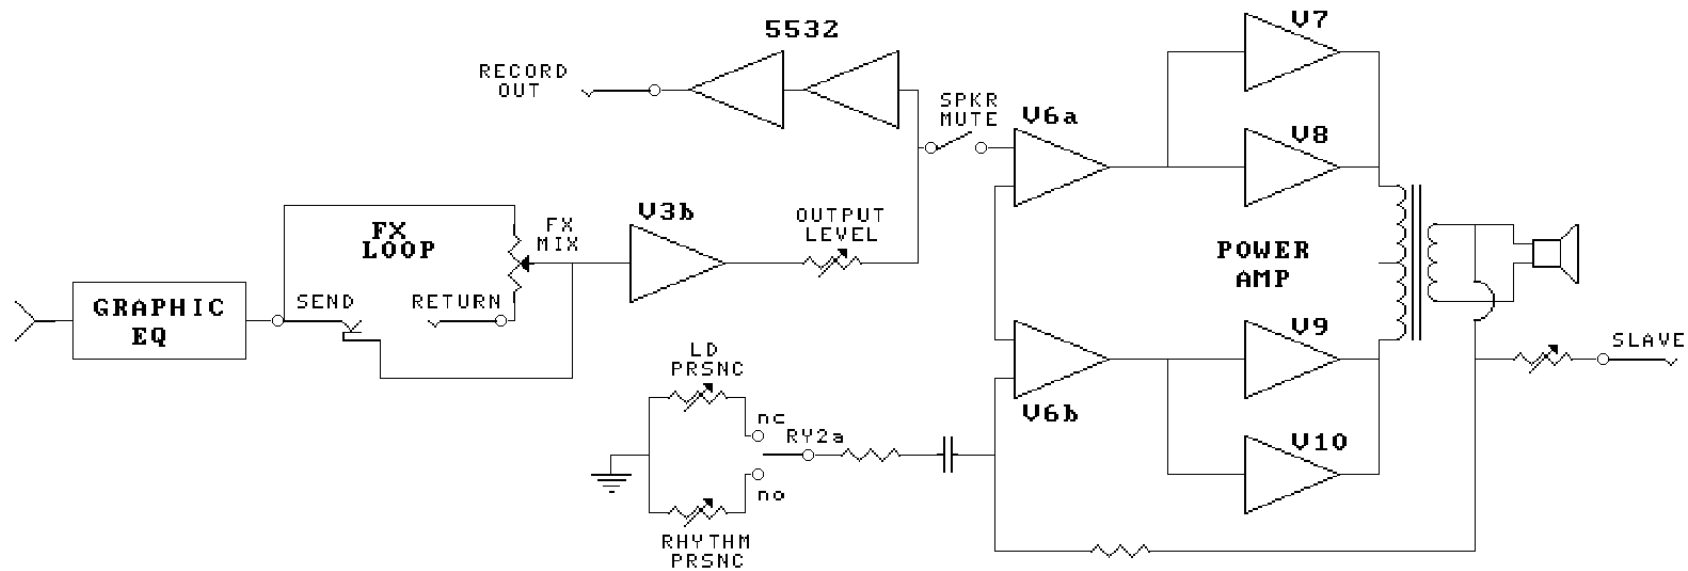 5532
V7
RECORD
OUT
SPKR
MUTE
V6a
V8
FX
LOOP
FX
MIX
V3b
OUTPUT
LEVEL
POWER
AMP
GRAPHIC
EQ
SEND
RETURN
V9
SLAVE
LD
PRSNC
nc
RY2a
V6b
V10
no
RHYTHM
PRSNC